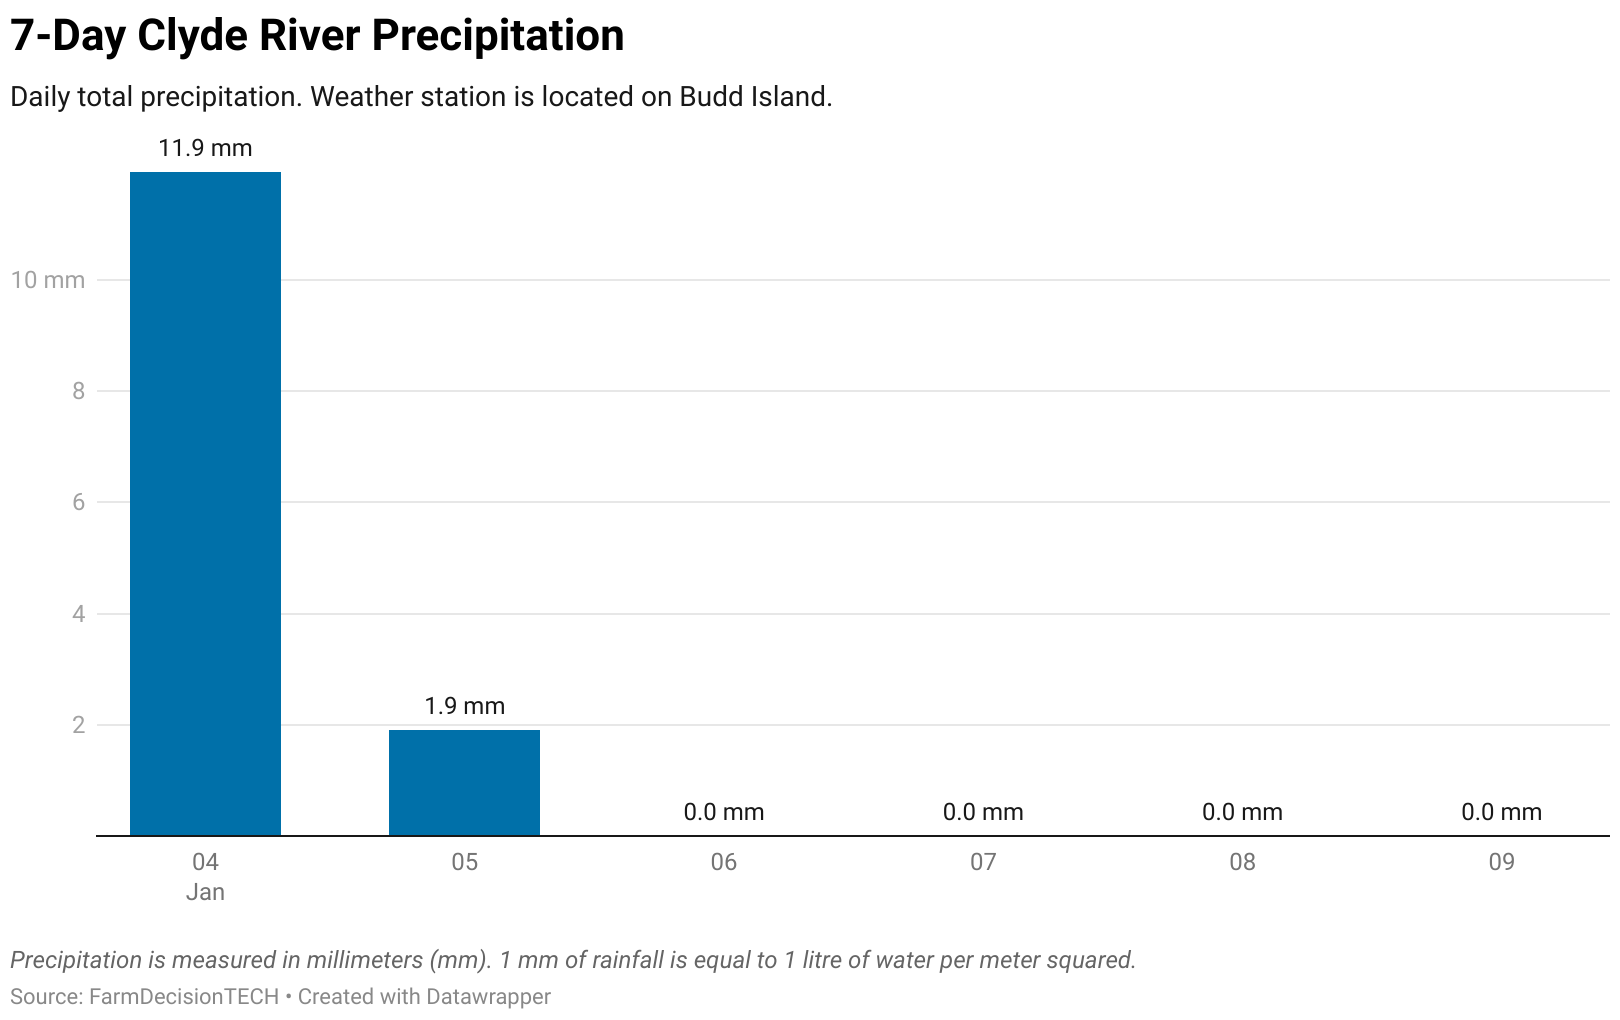 7-Day Clyde River Precipitation
Daily total precipitation. Weather station is located on Budd Island.
11.9 mm
10 mm
8
6
4
1.9 mm
2
0.0 mm 0.0 mm 0.0 mm 0.0 mm
04 05 06 07 08 09
Jan
Precipitation is measured in millimeters (mm). 1 mm of rainfall is equal to 1 litre of water per meter squared.
Source: FarmDecisionTECH • Created with Datawrapper